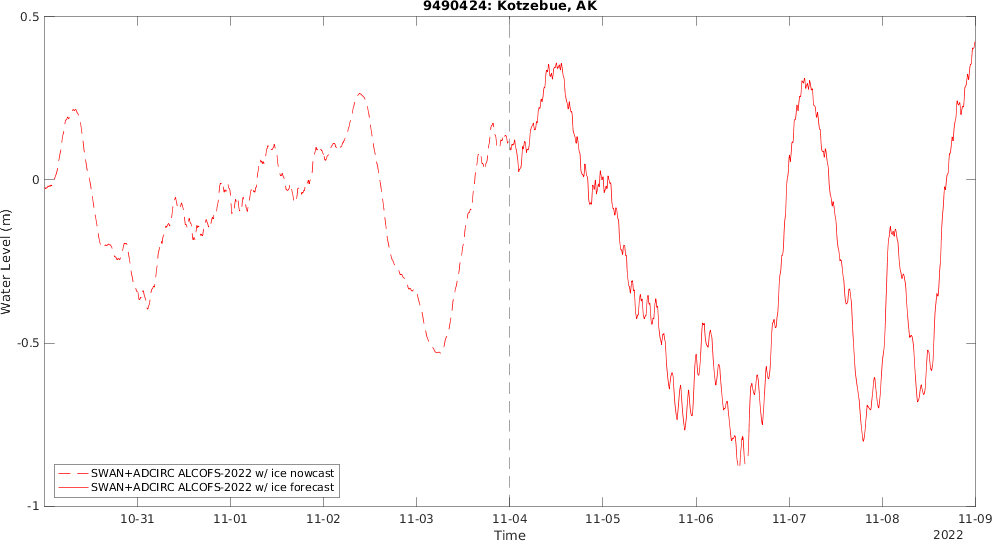 9490424: Kotzebue, AK
0.5
0
-0.5
-1
Water Level (m)
SWAN+ADCIRC ALCOFS-2022 w/ ice nowcast
SWAN+ADCIRC ALCOFS-2022 w/ ice forecast
10-31 11-01 11-02 11-03 11-04 11-05 11-06 11-07 11-08 11-09
Time
2022